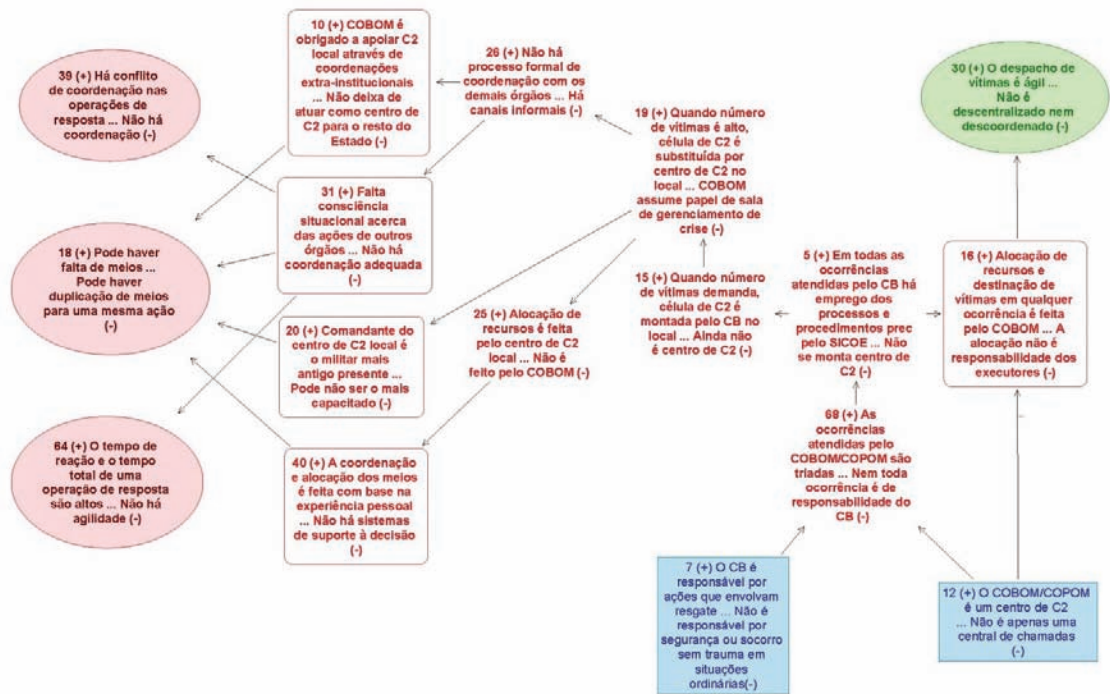 10 (+) COBOM é
obrigado a apoiar C2
local através de
coordenações
extra-institucionais
... Não deixa de
atuar como centro de
C2 para o resto do
Estado (-)
39 (+) Há conflito
de coordenação nas
operações de
resposta ... Não há
coordenação (-)
26 (+) Não há
processo formal de
coordenação com os
demais órgãos ... Há
canais informais (-)
30 (+) O despacho de
vítimas é ágil ...
Não é
descentralizado nem
descoordenado (-)
19 (+) Quando número
de vítimas é alto,
célula de C2 é
substituída por
centro de C2 no
local ... COBOM
assume papel de sala
de gerenciamento de
crise (-)
31 (+) Falta
consciência
situacional acerca
das ações de outros
órgãos ... Não há
coordenação adequada
(-)
18 (+) Pode haver
falta de meios ...
Pode haver
duplicação de meios
para uma mesma ação
(-)
5 (+) Em todas as
ocorrências
atendidas pelo CB há
emprego dos
processos e
procedimentos prec
pelo SICOE ... Não
se monta centro de
C2 (-)
16 (+) Alocação de
recursos e
destinação de
vítimas em qualquer
ocorrência é feita
pelo COBOM ... A
alocação não é
responsabilidade dos
executores (-)
15 (+) Quando número
de vítimas demanda,
célula de C2 é
montada pelo CB no
local ... Ainda
não é centro de C2 (-)
25 (+) Alocação de
recursos é feita
pelo centro de C2
local ... Não é
feito pelo COBOM (-)
20 (+) Comandante do
centro de C2 local é
o militar mais
antigo presente ...
Pode não ser o mais
capacitado (-)
64 (+) O tempo de
reação e o tempo
total de uma
operação de resposta
são altos ... Não há
agilidade (-)
40 (+) A coordenação
e alocação dos meios
é feita com base na
experiência pessoal
... Não há sistemas
de suporte à decisão
(-)
68 (+) As
ocorrências
atendidas pelo
COBOM/COPOM são
triadas ... Nem toda
ocorrência é de
responsabilidade do
CB (-)
7 (+) O CB é
responsável por
ações que envolvam
resgate ... Não é
responsável por
segurança ou socorro
sem trauma em
situações
ordinárias(-)
12 (+) O COBOM/COPOM
é um centro de C2
... Não é apenas uma
central de chamadas
(-)